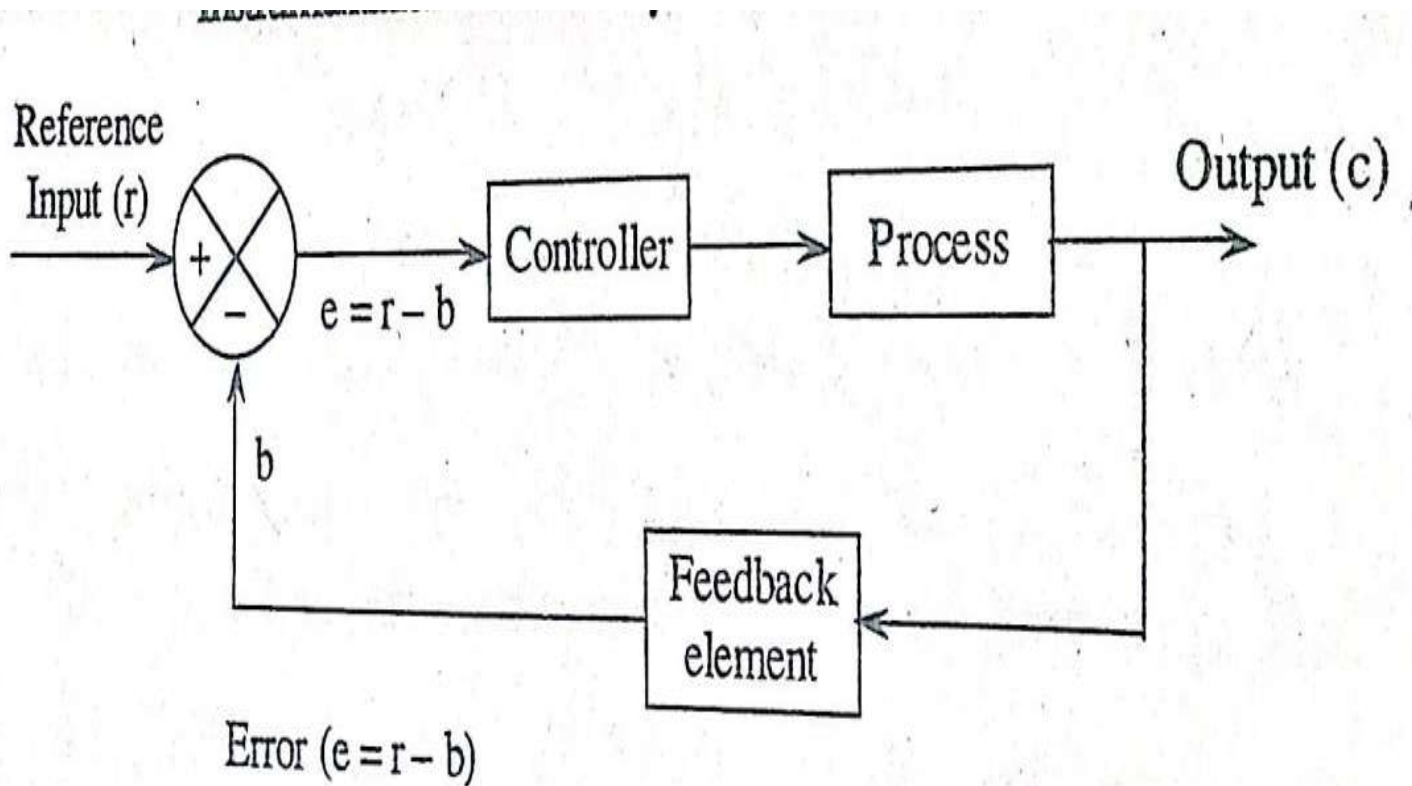 Reference
Input (r)
+
−
e = r − b
Controller
Process
Output (c)
b
Feedback
element
Error (e = r − b)